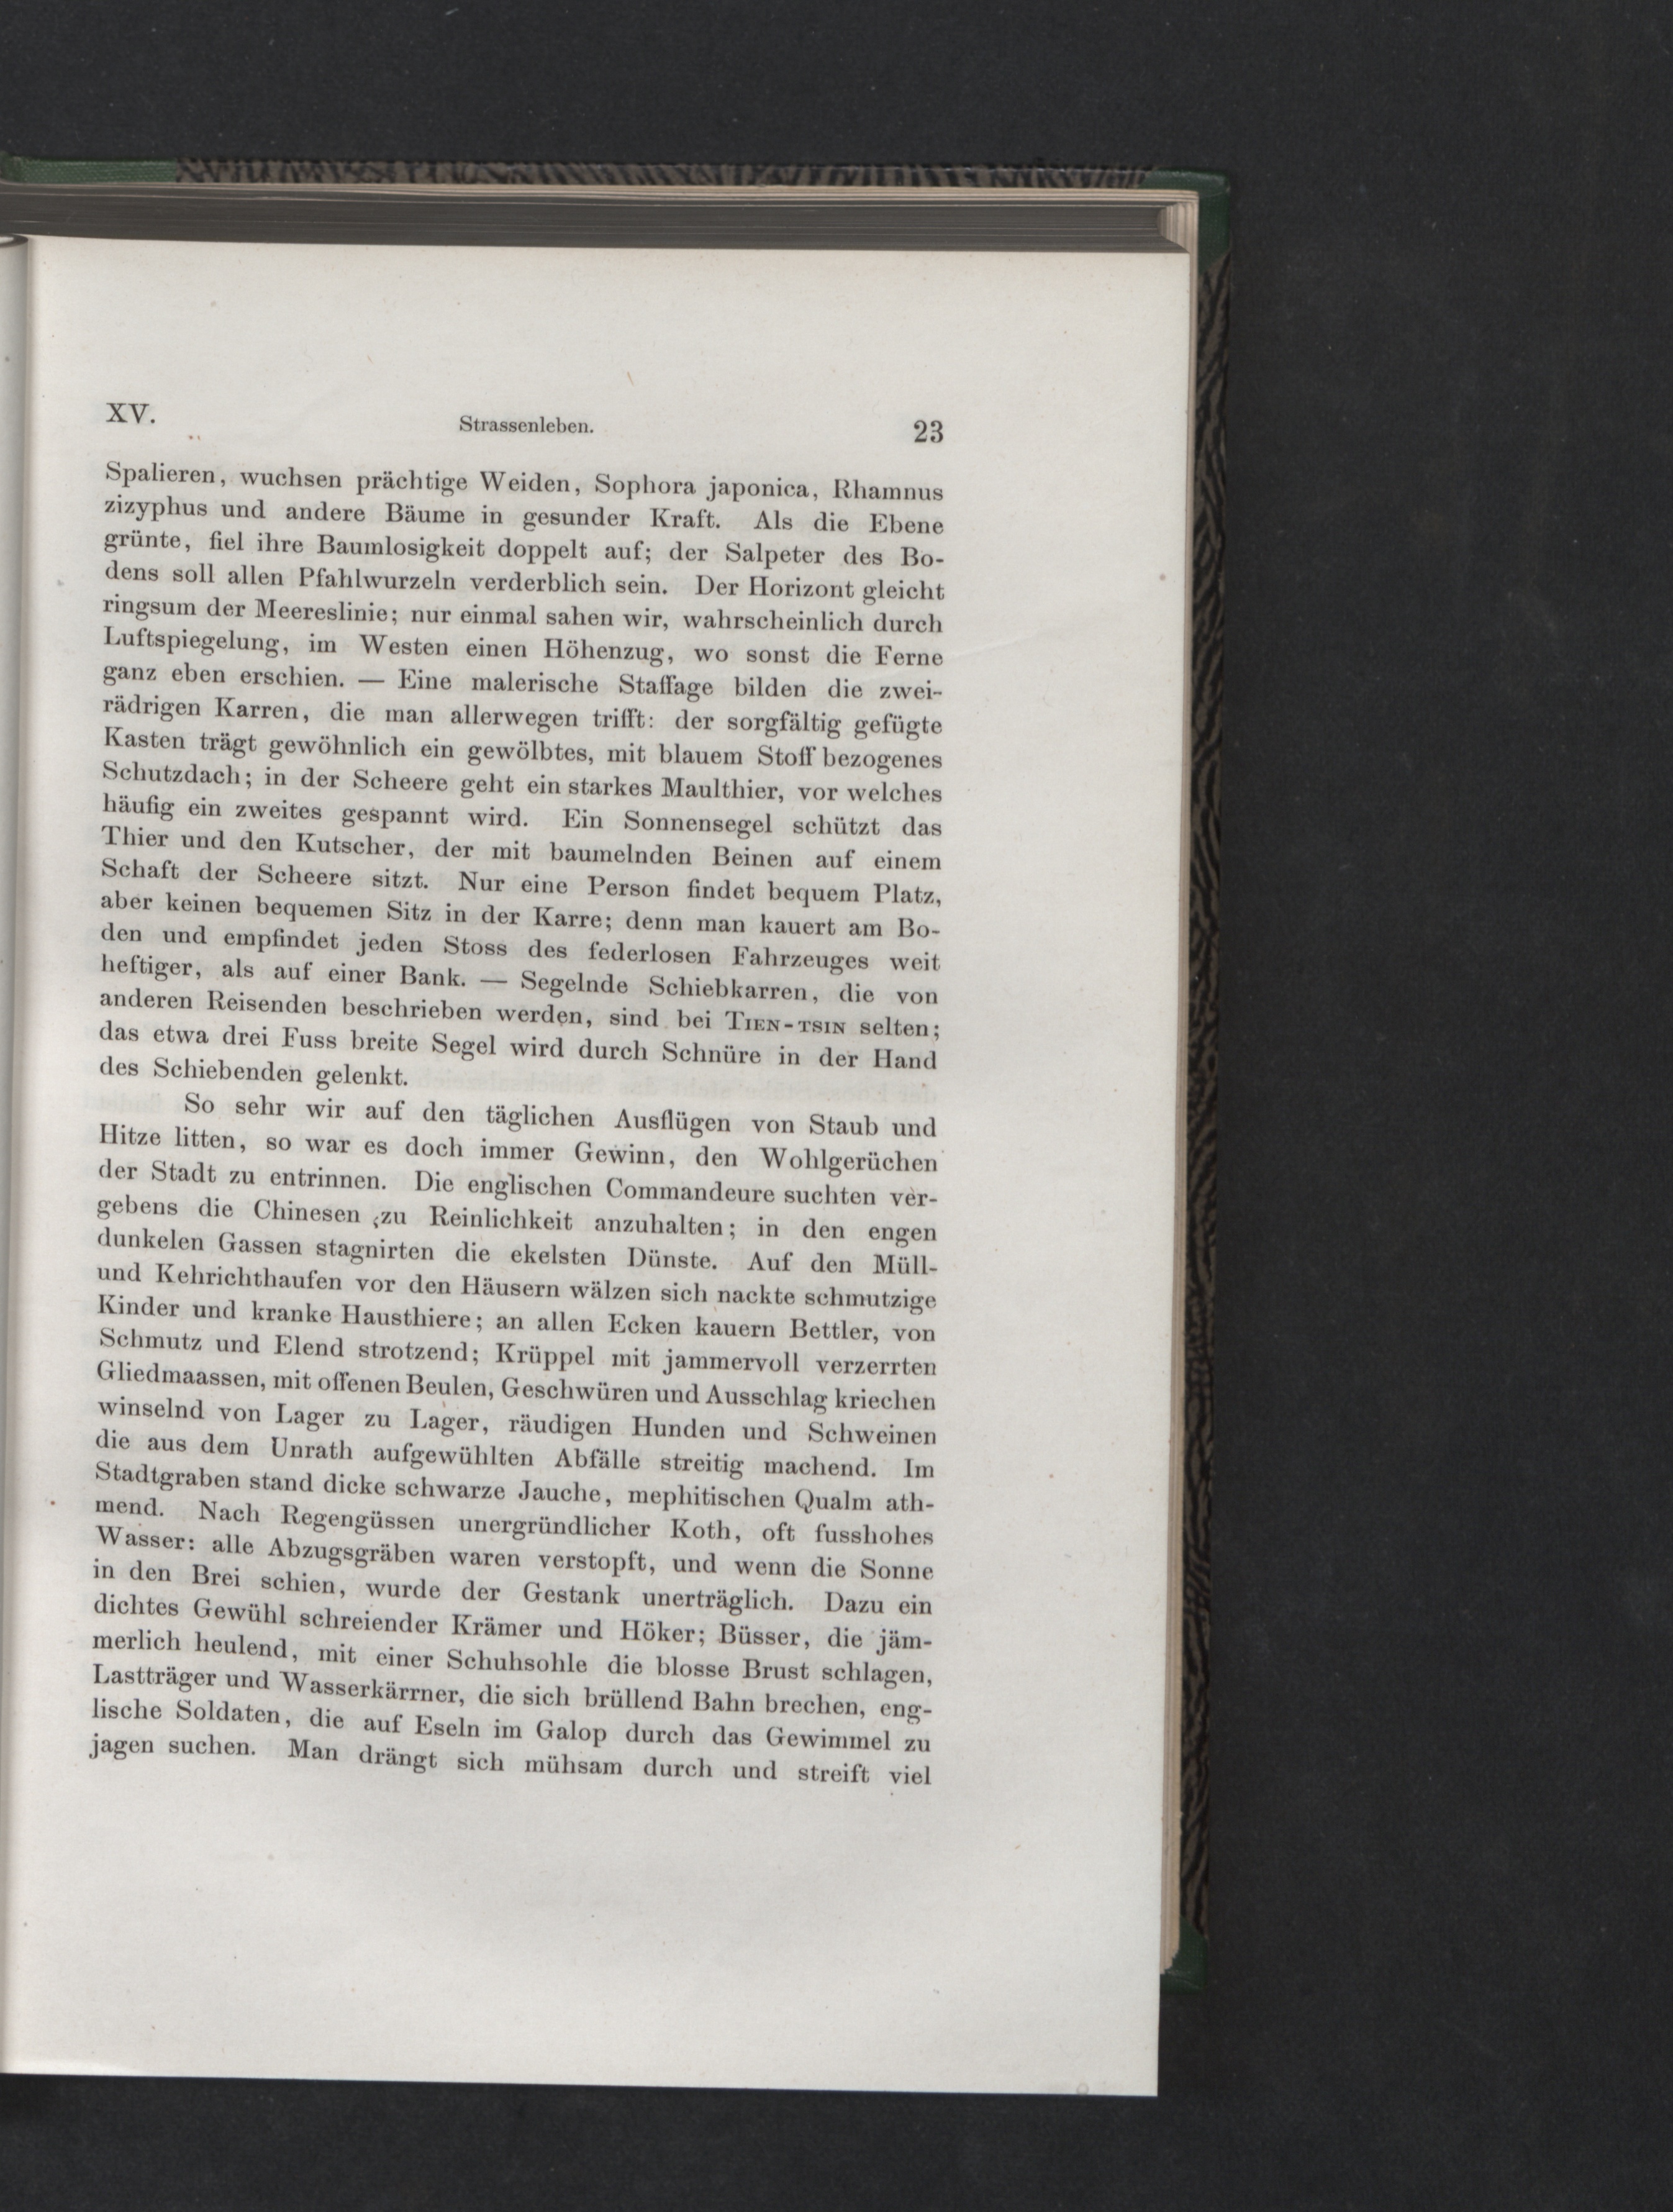 XV. Strassenleben. 23
Spalieren, wuchsen prächtige Weiden, Sophora japonica, Rhamnus
zizyphus und andere Bäume in gesunder Kraft. Als die Ebene
grünte, fiel ihre Baumlosigkeit doppelt auf; der Salpeter des Bo-
dens soll allen Pfahlwurzeln verderblich sein. Der Horizont gleicht
ringsum der Meereslinie; nur einmal sahen wir, wahrscheinlich durch
Luftspiegelung, im Westen einen Höhenzug, wo sonst die Ferne
ganz eben erschien. — Eine malerische Staffage bilden die zwei-
rädrigen Karren, die man allerwegen trifft: der sorgfältig gefügte
Kasten trägt gewöhnlich ein gewölbtes, mit blauem Stoff bezogenes
Schutzdach; in der Scheere geht ein starkes Maulthier, vor welches
häufig ein zweites gespannt wird. Ein Sonnensegel schützt das
Thier und den Kutscher, der mit baumelnden Beinen auf einem
Schaft der Scheere sitzt. Nur eine Person findet bequem Platz,
aber keinen bequemen Sitz in der Karre; denn man kauert am Bo-
den und empfindet jeden Stoss des federlosen Fahrzeuges weit
heftiger, als auf einer Bank. — Segelnde Schiebkarren, die von
anderen Reisenden beschrieben werden, sind bei TIEN-TSIN selten;
das etwa drei Fuss breite Segel wird durch Schnüre in der Hand
des Schiebenden gelenkt.
So sehr wir auf den täglichen Ausflügen von Staub und
Hitze litten, so war es doch immer Gewinn, den Wohlgerüchen
der Stadt zu entrinnen. Die englischen Commandeure suchten ver-
gebens die Chinesen zu Reinlichkeit anzuhalten; in den engen
dunkelen Gassen stagnirten die ekelsten Dünste. Auf den Müll-
und Kehrichthaufen vor den Häusern wälzen sich nackte schmutzige
Kinder und kranke Hausthiere; an allen Ecken kauern Bettler, von
Schmutz und Elend strotzend; Krüppel mit jammervoll verzerrten
Gliedmaassen, mit offenen Beulen, Geschwüren und Ausschlag kriechen
winselnd von Lager zu Lager, räudigen Hunden und Schweinen
die aus dem Unrath aufgewühlten Abfälle streitig machend. Im
Stadtgraben stand dicke schwarze Jauche, mephitischen Qualm ath-
mend. Nach Regengüssen unergründlicher Koth, oft fusshohes
Wasser: alle Abzugsgräben waren verstopft, und wenn die Sonne
in den Brei schien, wurde der Gestank unerträglich. Dazu ein
dichtes Gewühl schreiender Krämer und Höker; Büsser, die jäm-
merlich heulend, mit einer Schuhsohle die blosse Brust schlagen,
Lastträger und Wasserkärrner, die sich brüllend Bahn brechen, eng-
lische Soldaten, die auf Eseln im Galop durch das Gewimmel zu
jagen suchen. Man drängt sich mühsam durch und streift viel